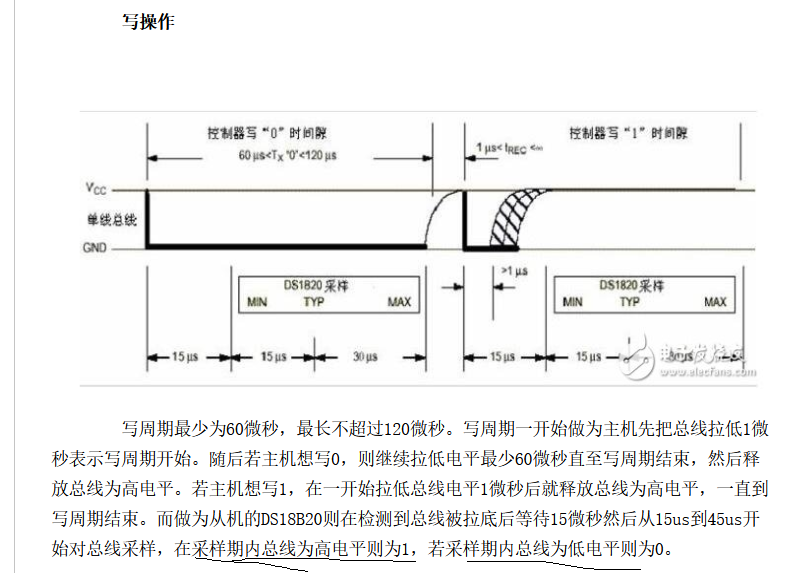 写操作
控制器写“0”时间隙
控制器写“1”时间隙
60 μs<Tx "0"<120 μs
1 μs< tREC <∞
VCC
单线总线
GND
>1 μs
DS1820 采样
MIN TYP MAX
DS1820 采样
MIN TYP MAX
15 μs
15 μs
30 μs
15 μs
15 μs
电子发烧友
www.elecfans.com
写周期最少为60微秒，最长不超过120微秒。写周期一开始做为主机先把总线拉低1微
秒表示写周期开始。随后若主机想写0，则继续拉低电平最少60微秒直至写周期结束，然后释
放总线为高电平。若主机想写1，在一开始拉低总线电平1微秒后就释放总线为高电平，一直到
写周期结束。而做为从机的DS18B20则在检测到总线被拉底后等待15微秒然后从15us到45us开
始对总线采样，在采样期内总线为高电平则为1，若采样期内总线为低电平则为0。